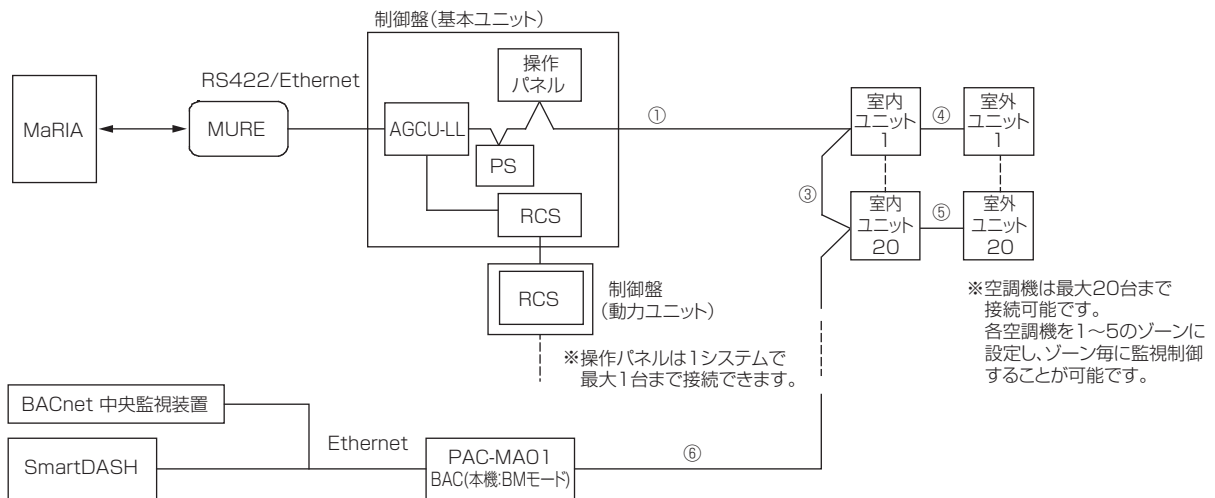 制御盤(基本ユニット)
操作
パネル
RS422/Ethernet
MaRIA
MURE
AGCU-LL
PS
RCS
①
室内
ユニット
1
④
室外
ユニット
1
③
室内
ユニット
20
⑤
室外
ユニット
20
RCS
制御盤
(動力ユニット)
※操作パネルは1システムで
最大1台まで接続できます。
※空調機は最大20台まで
接続可能です。
各空調機を1〜5のゾーンに
設定し、ゾーン毎に監視制御
することが可能です。
BACnet 中央監視装置
SmartDASH
Ethernet
PAC-MA01
BAC(本機:BMモード)
⑥